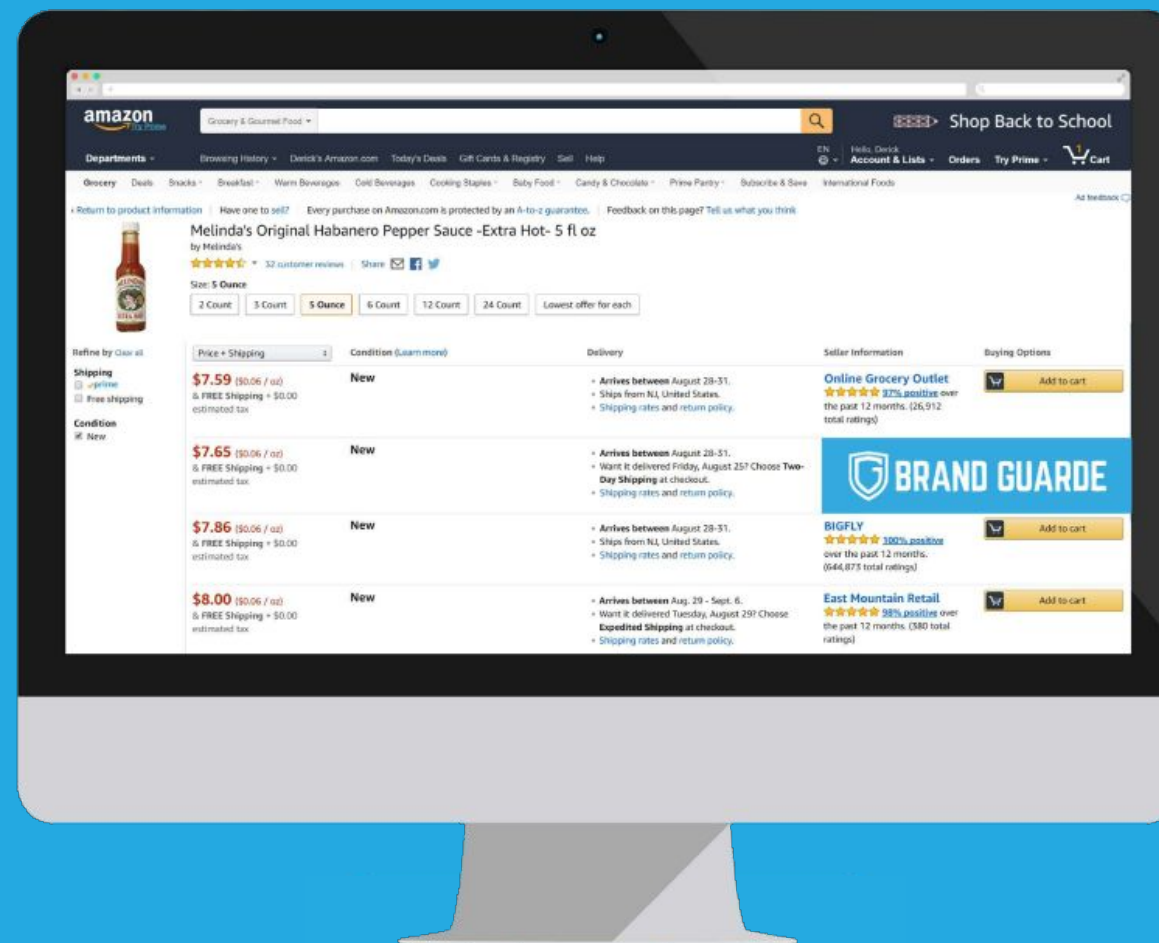 amazon
Try Prime
Grocery & Gourmet Food
Shop Back to School
Departments
Browsing History Derick's Amazon.com Today's Deals Gift Cards & Registry Sell Help
EN
Hello, Derick
Account & Lists Orders Try Prime 1 Cart
Grocery Deals Snacks Breakfast Warm Beverages Cold Beverages Cooking Staples Baby Food Candy & Chocolate Prime Pantry Subscribe & Save International Foods
Ad feedback
Return to product information | Have one to sell? Every purchase on Amazon.com is protected by an A-to-z guarantee. | Feedback on this page? Tell us what you think
Melinda's Original Habanero Pepper Sauce -Extra Hot- 5 fl oz
by Melinda's
32 customer reviews | Share
Size: 5 Ounce
2 Count 3 Count 5 Ounce 6 Count 12 Count 24 Count Lowest offer for each
Refine by Clear all
Shipping
prime
Free shipping
Condition
New
Price + Shipping Condition (Learn more) Delivery Seller Information Buying Options
$7.59 ($0.06 / oz)
& FREE Shipping + $0.00
estimated tax
New
Arrives between August 28-31.
Ships from NJ, United States.
Shipping rates and return policy.
Online Grocery Outlet
97% positive over
the past 12 months. (26,912
total ratings)
Add to cart
$7.65 ($0.06 / oz)
& FREE Shipping + $0.00
estimated tax
New
Arrives between August 28-31.
Want it delivered Friday, August 25? Choose Two-
Day Shipping at checkout.
Shipping rates and return policy.
BRAND GUARDE
$7.86 ($0.06 / oz)
& FREE Shipping + $0.00
estimated tax
New
Arrives between August 28-31.
Ships from NJ, United States.
Shipping rates and return policy.
BIGFLY
100% positive
over the past 12 months.
(644,873 total ratings)
Add to cart
$8.00 ($0.06 / oz)
& FREE Shipping + $0.00
estimated tax
New
Arrives between Aug. 29 - Sept. 6.
Want it delivered Tuesday, August 29? Choose
Expedited Shipping at checkout.
Shipping rates and return policy.
East Mountain Retail
98% positive over
the past 12 months. (380 total
ratings)
Add to cart